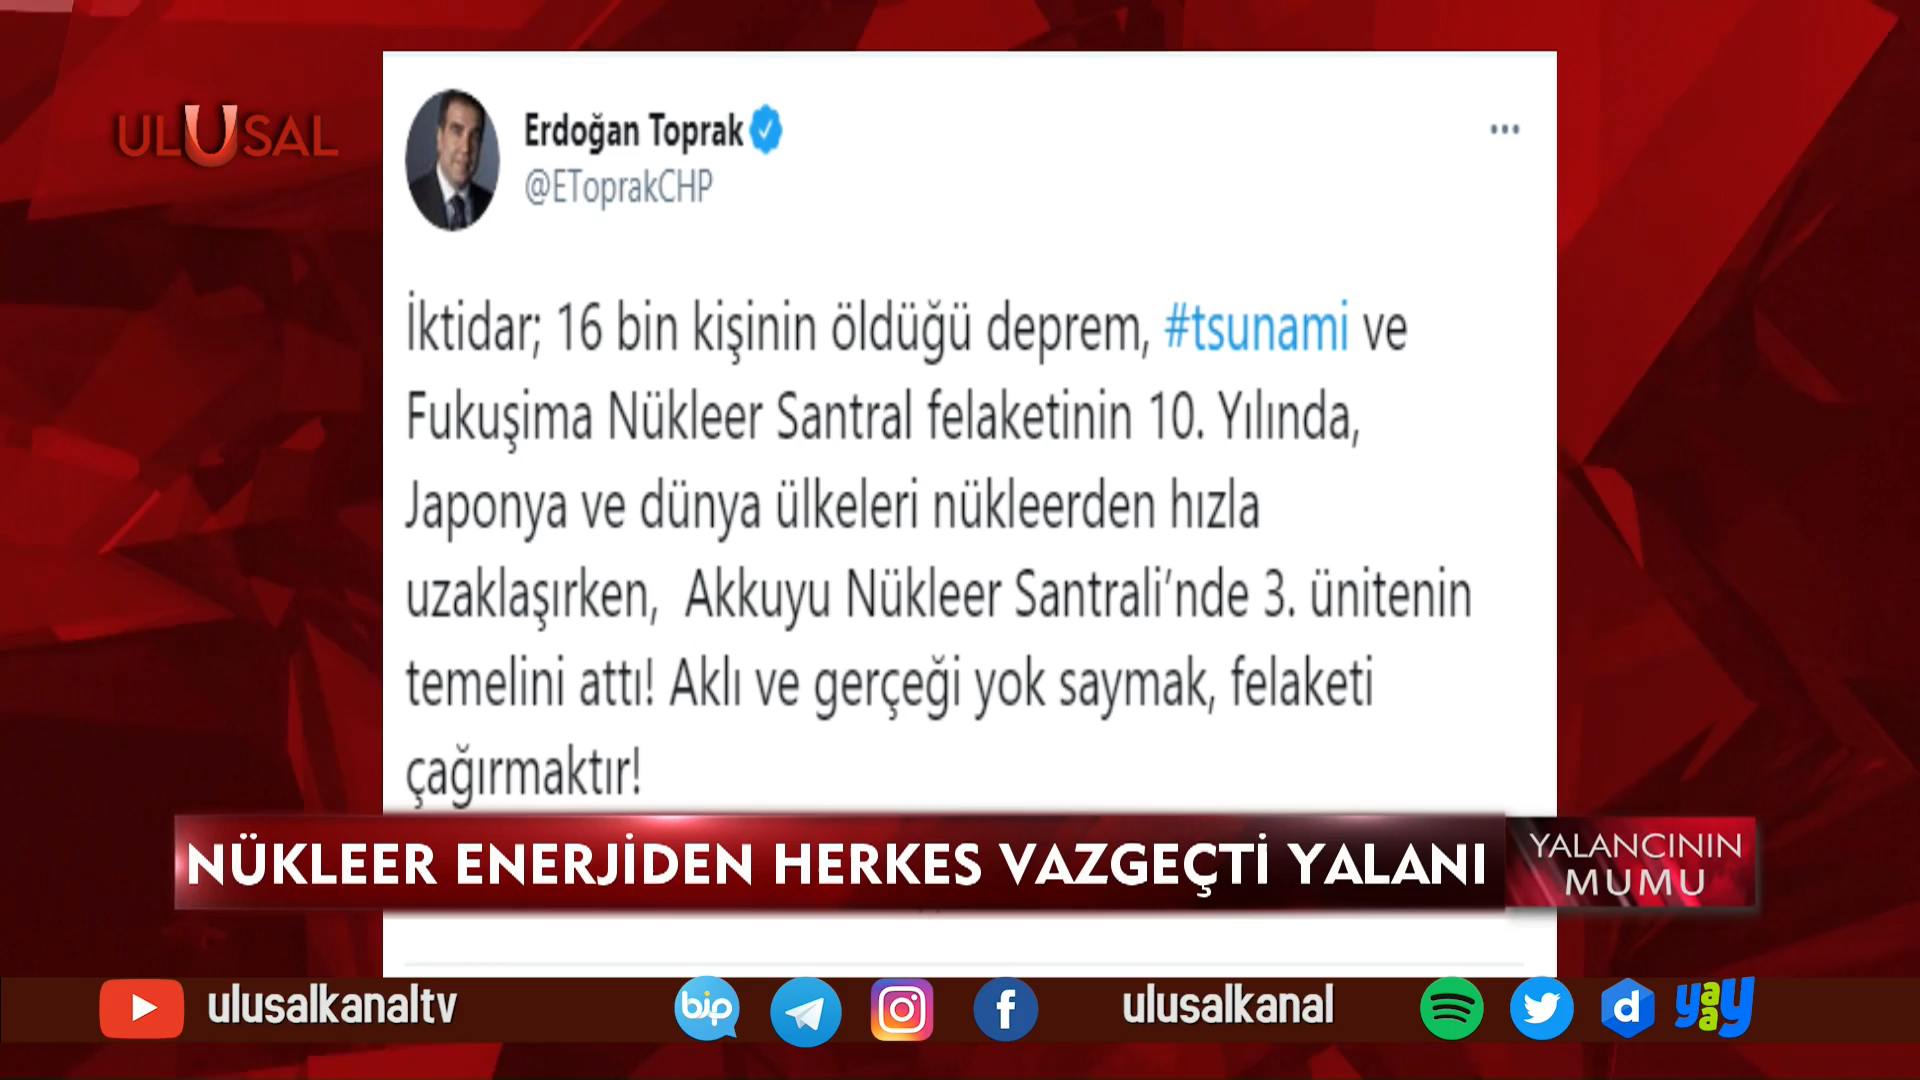 ULUSAL
Erdoğan Toprak
@EToprakCHP
İktidar; 16 bin kişinin öldüğü deprem, #tsunami ve
Fukuşima Nükleer Santral felaketinin 10. Yılında,
Japonya ve dünya ülkeleri nükleerden hızla
uzaklaşırken, Akkuyu Nükleer Santrali’nde 3. ünitenin
temelini attı! Aklı ve gerçeği yok saymak, felaketi
çağırmaktır!
NÜKLEER ENERJİDEN HERKES VAZGEÇTİ YALANI
YALANCININ
MUMU
ulusalkanaltv
bip
ulusalkanal
d
yaay